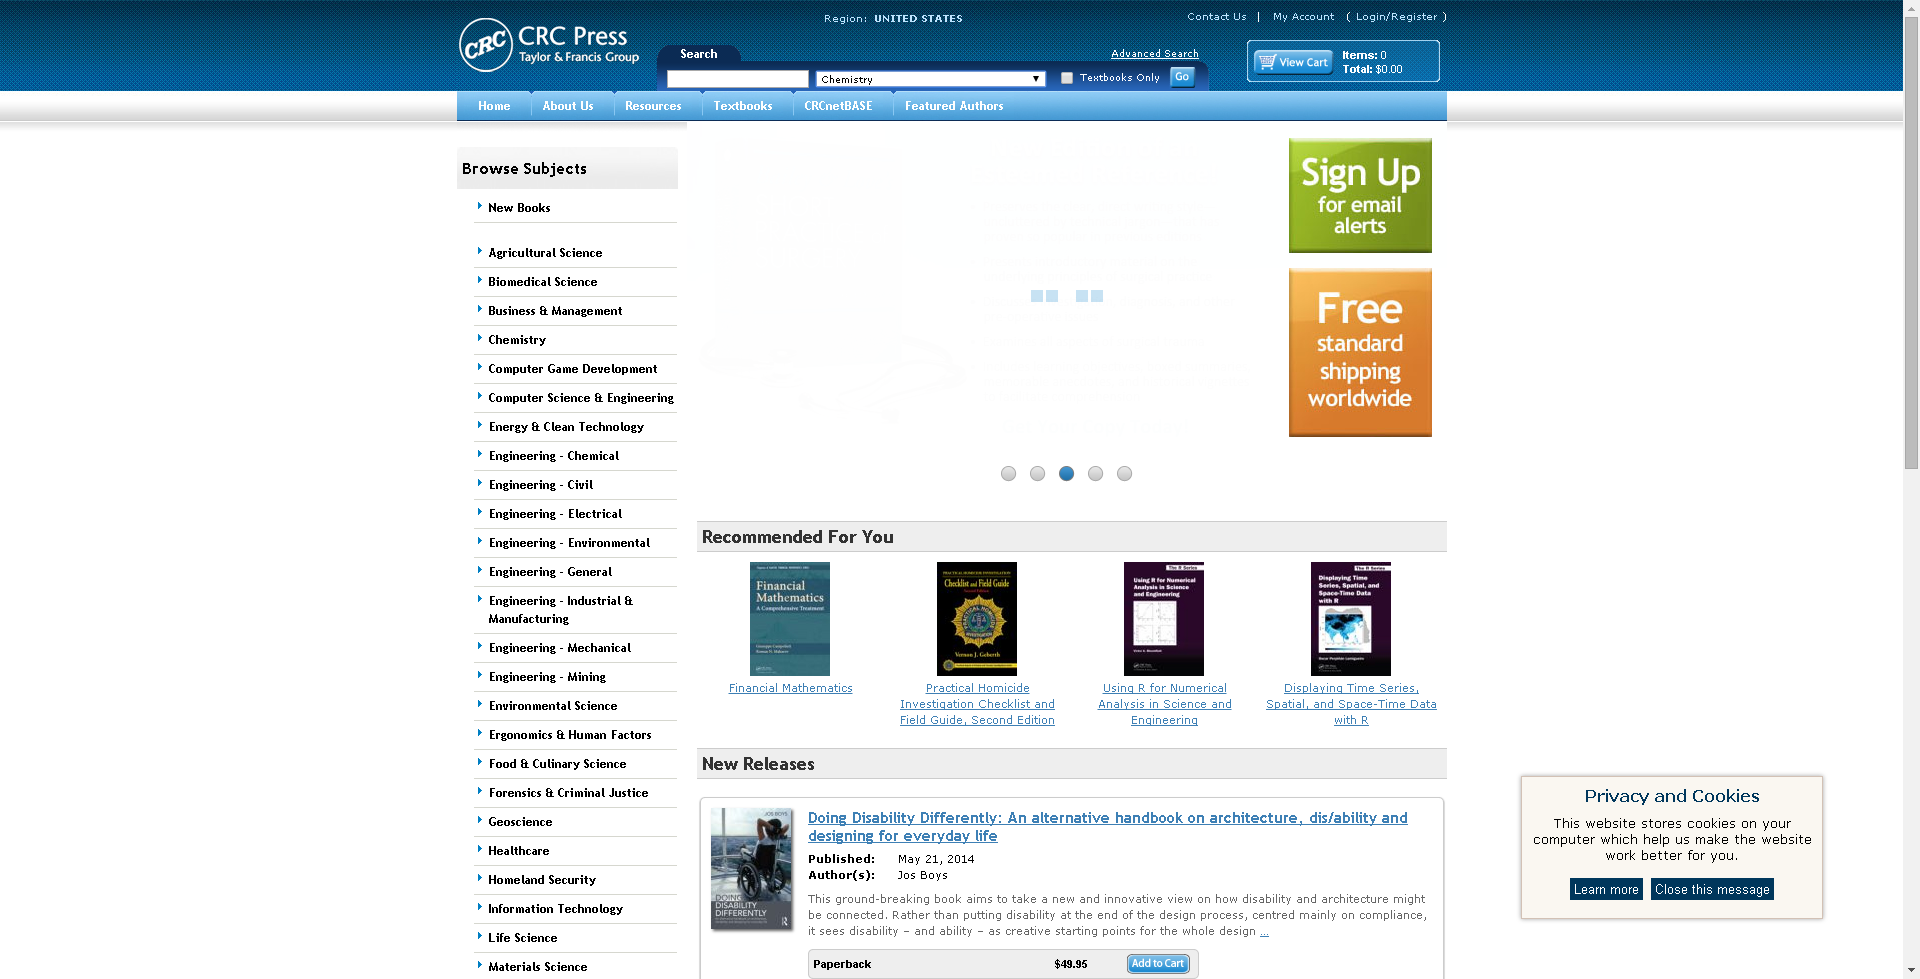 Region: UNITED STATES
Contact Us | My Account ( Login/Register )
CRC
CRC Press
Taylor & Francis Group
Search
Advanced Search
Chemistry
Textbooks Only
Go
View Cart
Items: 0
Total: $0.00
Home
About Us
Resources
Textbooks
CRCnetBASE
Featured Authors
Browse Subjects
New Books
Agricultural Science
Biomedical Science
Business & Management
Chemistry
Computer Game Development
Computer Science & Engineering
Energy & Clean Technology
Engineering - Chemical
Engineering - Civil
Engineering - Electrical
Engineering - Environmental
Engineering - General
Engineering - Industrial &
Manufacturing
Engineering - Mechanical
Engineering - Mining
Environmental Science
Ergonomics & Human Factors
Food & Culinary Science
Forensics & Criminal Justice
Geoscience
Healthcare
Homeland Security
Information Technology
Life Science
Materials Science
Sign Up
for email
alerts
Free
standard
shipping
worldwide
Recommended For You
Financial
Mathematics
A Comprehensive Treatment
PRACTICAL HOMICIDE INVESTIGATION
Checklist and Field Guide
Second Edition
Vernon J. Geberth
The R Series
Using R for Numerical
Analysis in Science
and Engineering
The R Series
Displaying Time
Series, Spatial, and
Space-Time Data
with R
Financial Mathematics
Practical Homicide
Investigation Checklist and
Field Guide, Second Edition
Using R for Numerical
Analysis in Science and
Engineering
Displaying Time Series,
Spatial, and Space-Time Data
with R
New Releases
JOS BOYS
DOING
DISABILITY
DIFFERENTLY
Doing Disability Differently: An alternative handbook on architecture, dis/ability and
designing for everyday life
Published: May 21, 2014
Author(s): Jos Boys
This ground-breaking book aims to take a new and innovative view on how disability and architecture might
be connected. Rather than putting disability at the end of the design process, centred mainly on compliance,
it sees disability – and ability – as creative starting points for the whole design ...
Paperback $49.95 Add to Cart
Privacy and Cookies
This website stores cookies on your
computer which help us make the website
work better for you.
Learn more
Close this message